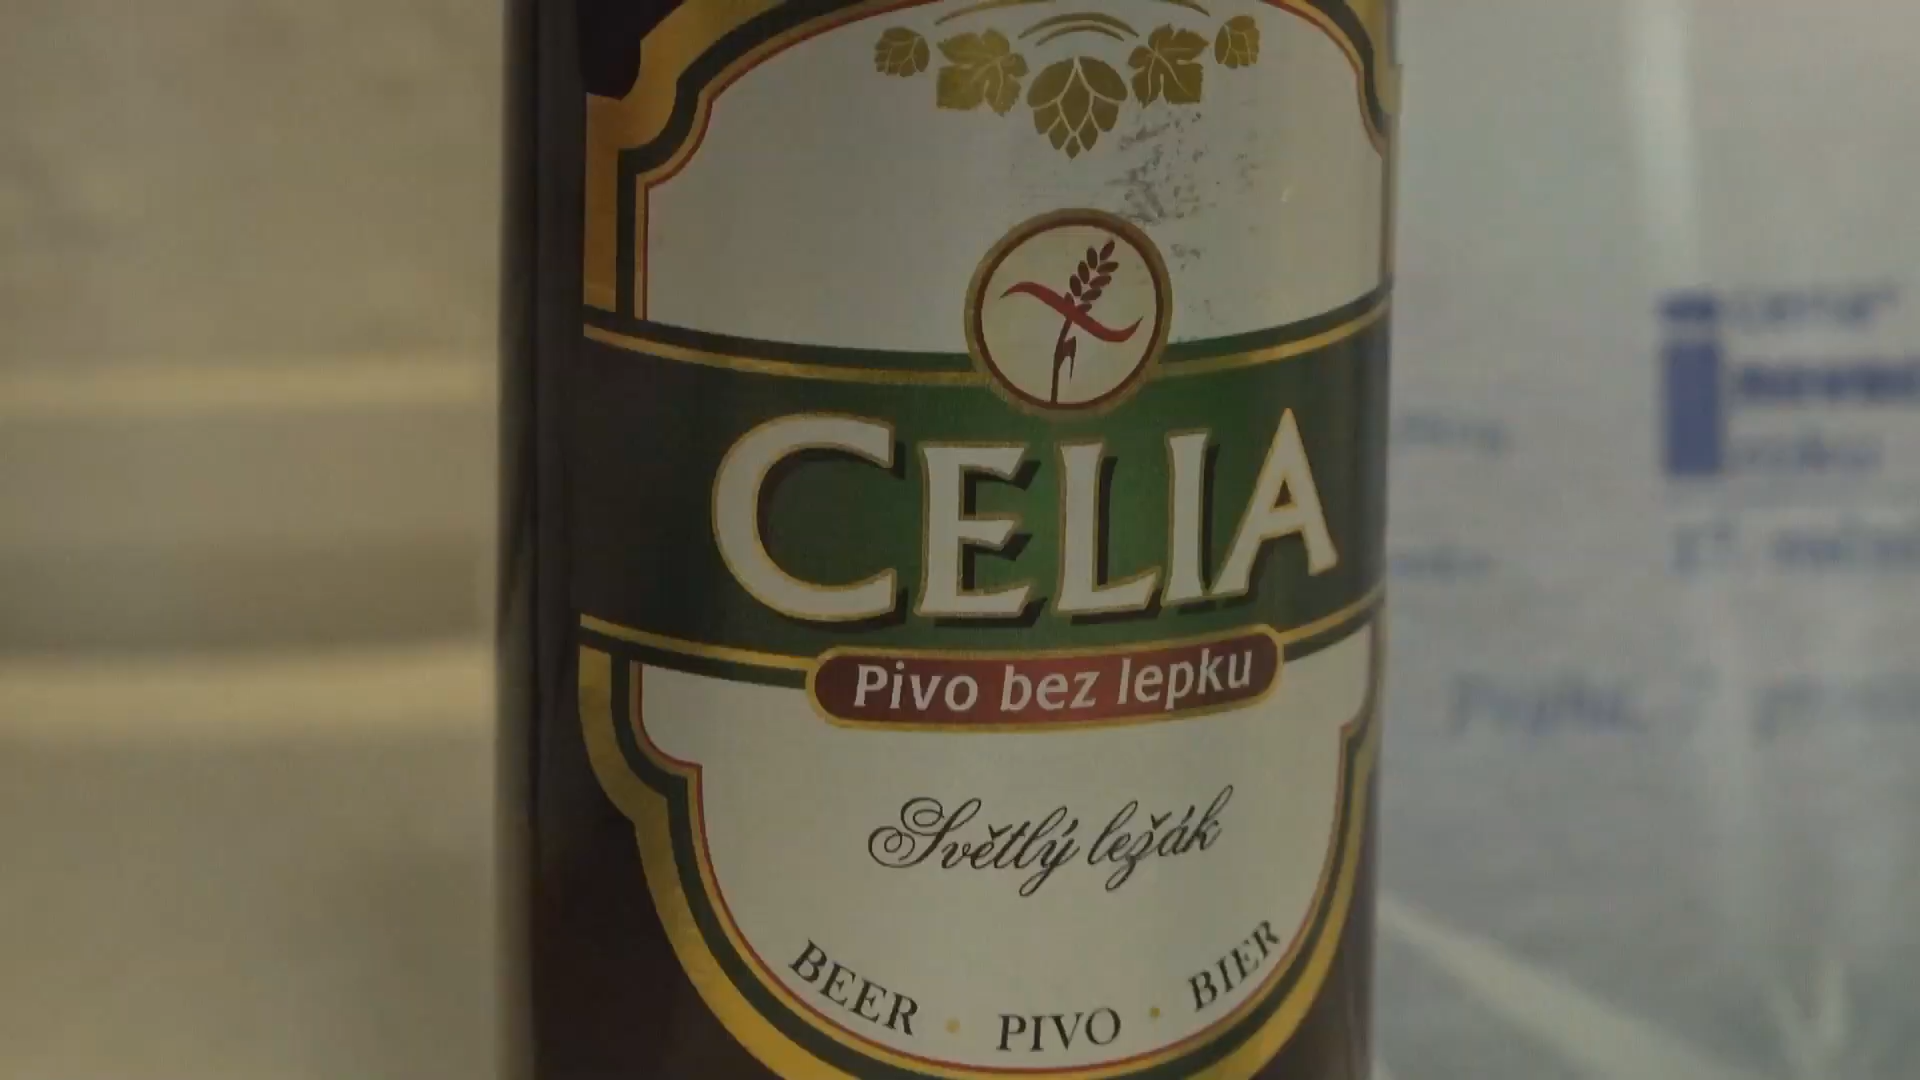 CELIA
Pivo bez lepku
Světlý ležák
BEER · PIVO · BIER